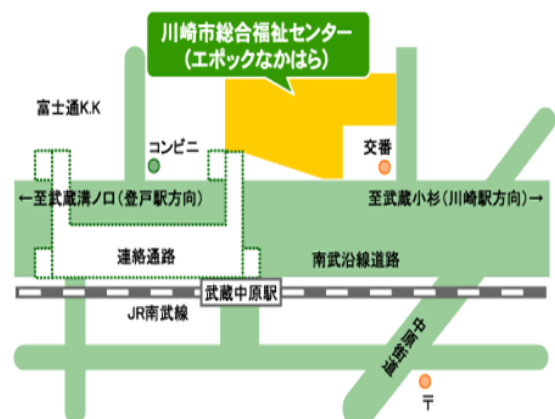 川崎市総合福祉センター
（エポックなかはら）
富士通K.K
コンビニ
交番
←至武蔵溝ノ口（登戸駅方向）
至武蔵小杉（川崎駅方向）→
連絡通路
南武沿線道路
武蔵中原駅
JR南武線
中原街道
〒